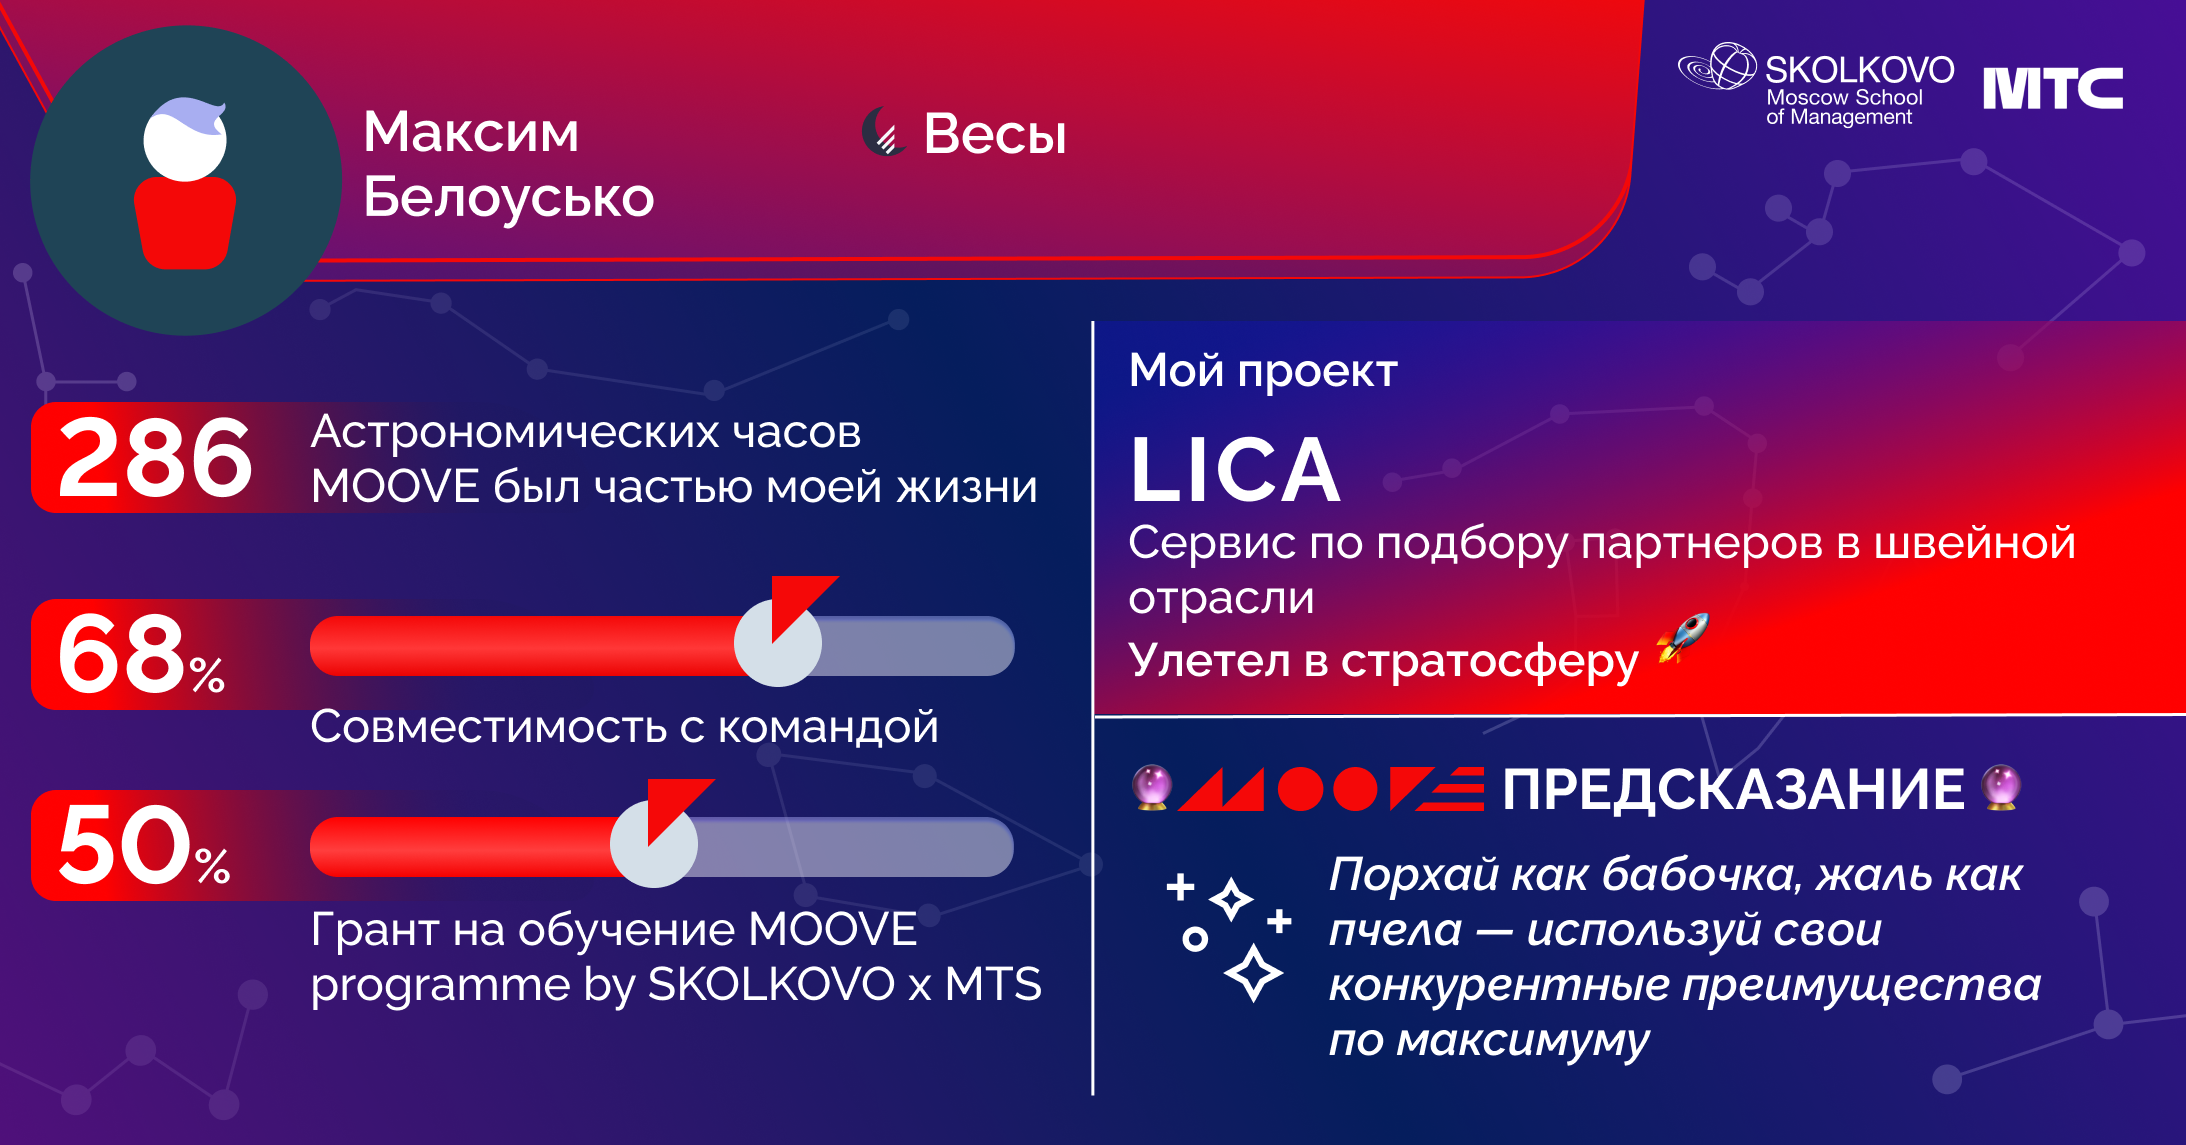 Максим
Белоусько
Весы
SKOLKOVO
Moscow School
of Management
МТС
286
Астрономических часов
MOOVE был частью моей жизни
68%
Совместимость с командой
50%
Грант на обучение MOOVE
programme by SKOLKOVO x MTS
Мой проект
LICA
Сервис по подбору партнеров в швейной
отрасли
Улетел в стратосферу
MOOVE ПРЕДСКАЗАНИЕ
Порхай как бабочка, жаль как
пчела — используй свои
конкурентные преимущества
по максимуму